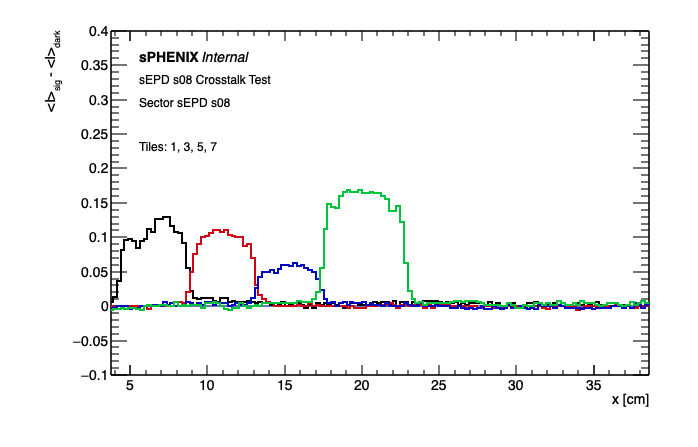 <I>sig - <I>dark
0.4
0.35
0.3
0.25
0.2
0.15
0.1
0.05
0
−0.05
−0.1
sPHENIX Internal
sEPD s08 Crosstalk Test
Sector sEPD s08
Tiles: 1, 3, 5, 7
5 10 15 20 25 30 35
x [cm]